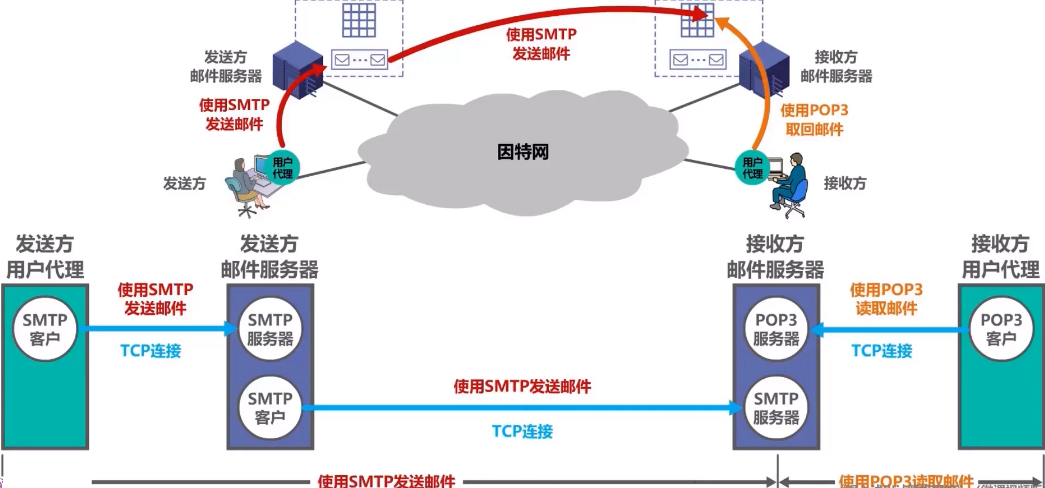 使用SMTP
发送邮件
发送方
邮件服务器
接收方
邮件服务器
使用SMTP
发送邮件
使用POP3
取回邮件
因特网
用户
代理
用户
代理
发送方
接收方
发送方
用户代理
发送方
邮件服务器
接收方
邮件服务器
接收方
用户代理
使用SMTP
发送邮件
使用POP3
读取邮件
SMTP
客户
SMTP
服务器
POP3
服务器
POP3
客户
TCP连接
TCP连接
使用SMTP发送邮件
SMTP
客户
SMTP
服务器
TCP连接
使用SMTP发送邮件
使用POP3读取邮件